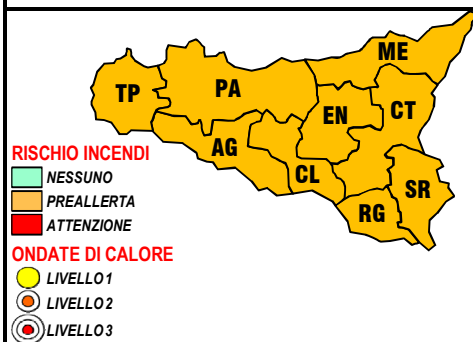 ME
TP
PA
EN
CT
AG
CL
SR
RG
RISCHIO INCENDI
NESSUNO
PREALLERTA
ATTENZIONE
ONDATE DI CALORE
LIVELLO 1
LIVELLO 2
LIVELLO 3